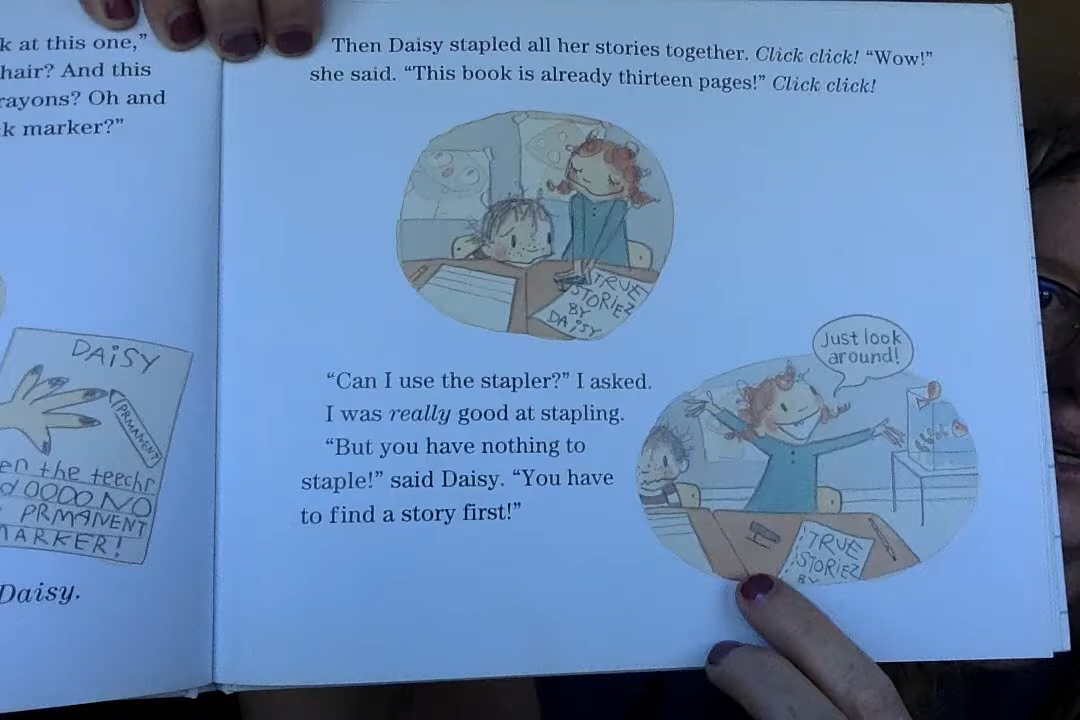 k at this one,”
hair? And this
rayons? Oh and
k marker?”
DAISY
PRMANENT
en the teechr
d OOOO NO
PRMANENT
MARKER!
Daisy.
Then Daisy stapled all her stories together. Click click! “Wow!”
she said. “This book is already thirteen pages!” Click click!
TRUE
STORIEZ
BY
DAISY
“Can I use the stapler?” I asked.
I was really good at stapling.
“But you have nothing to
staple!” said Daisy. “You have
to find a story first!”
Just look
around!
TRUE
STORIEZ
BY